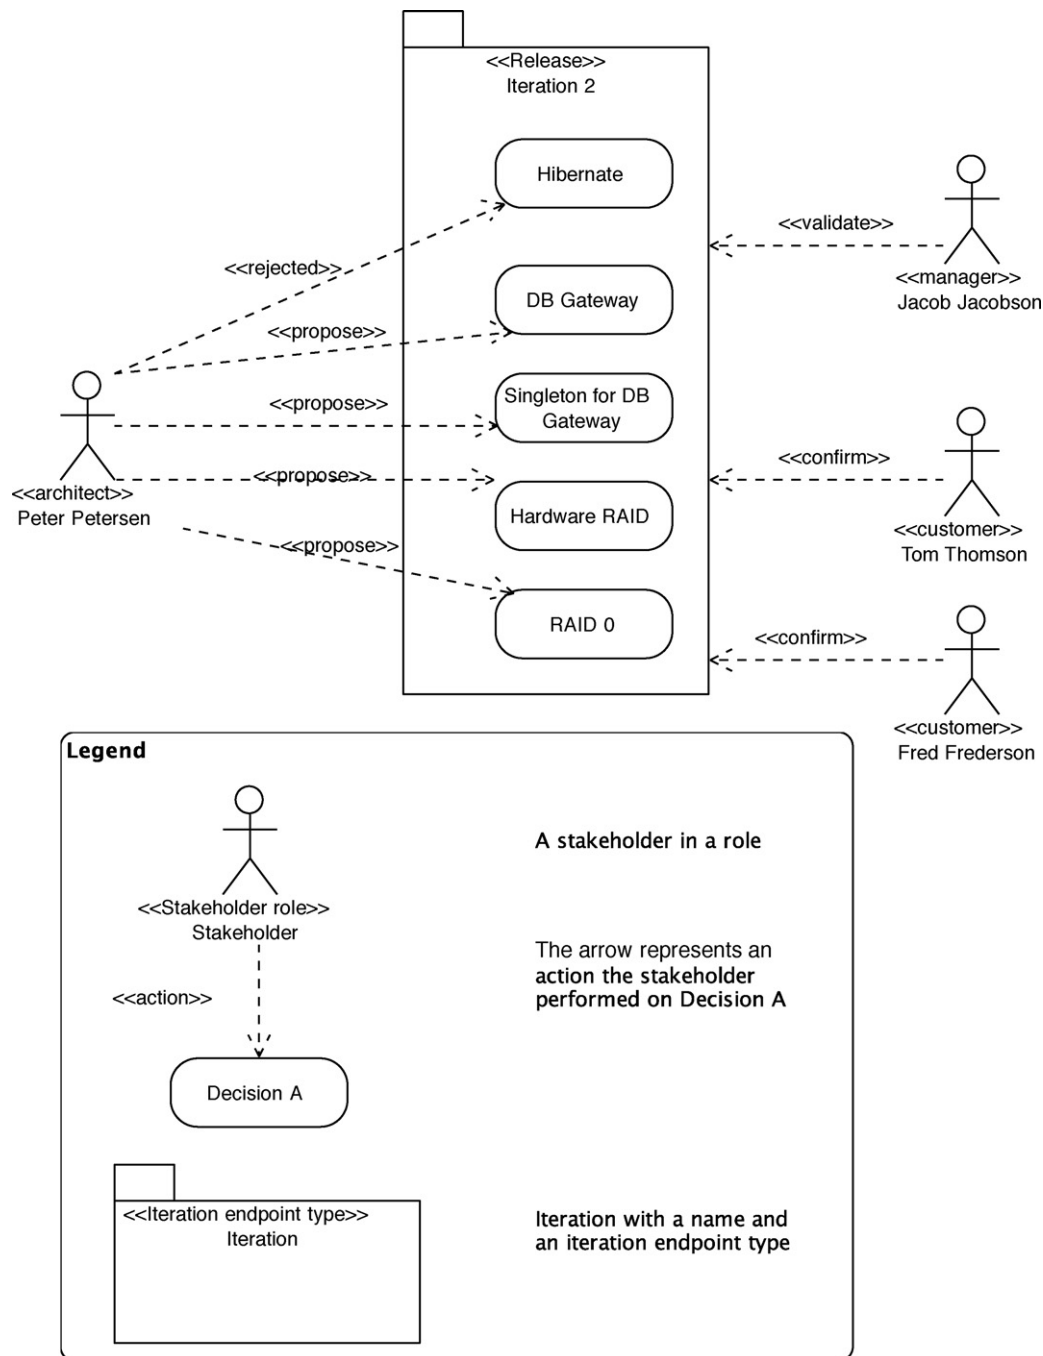 <<Release>>
Iteration 2
Hibernate
<<validate>>
<<rejected>>
<<manager>>
Jacob Jacobson
DB Gateway
<<propose>>
Singleton for DB
Gateway
<<propose>>
<<confirm>>
<<propose>>
<<architect>>
Peter Petersen
Hardware RAID
<<customer>>
Tom Thomson
<<propose>>
RAID 0
<<confirm>>
<<customer>>
Fred Frederson
Legend
A stakeholder in a role
<<Stakeholder role>>
Stakeholder
The arrow represents an
action the stakeholder
performed on Decision A
<<action>>
Decision A
<<Iteration endpoint type>>
Iteration
Iteration with a name and
an iteration endpoint type